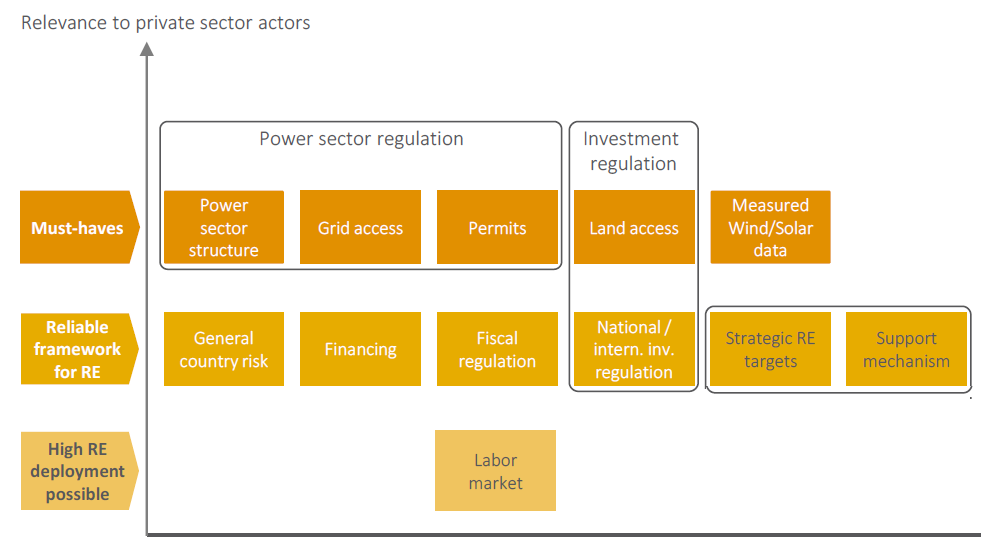 Relevance to private sector actors
Power sector regulation
Investment
regulation
Must-haves
Power
sector
structure
Grid access
Permits
Land access
Measured
Wind/Solar
data
Reliable
framework
for RE
General
country risk
Financing
Fiscal
regulation
National /
intern. inv.
regulation
Strategic RE
targets
Support
mechanism
High RE
deployment
possible
Labor
market